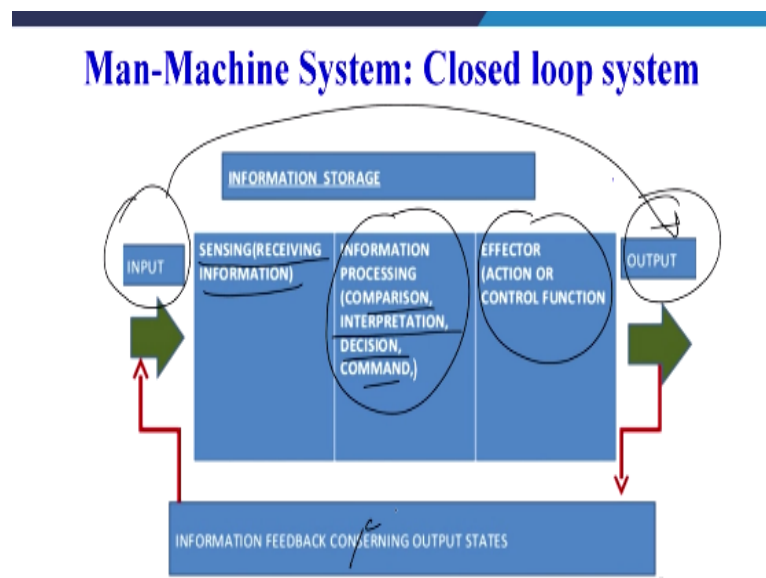 Man-Machine System: Closed loop system
INFORMATION STORAGE
INPUT
SENSING(RECEIVING
INFORMATION)
INFORMATION
PROCESSING
(COMPARISON,
INTERPRETATION,
DECISION,
COMMAND,)
EFFECTOR
(ACTION OR
CONTROL FUNCTION
OUTPUT
INFORMATION FEEDBACK CONSERNING OUTPUT STATES